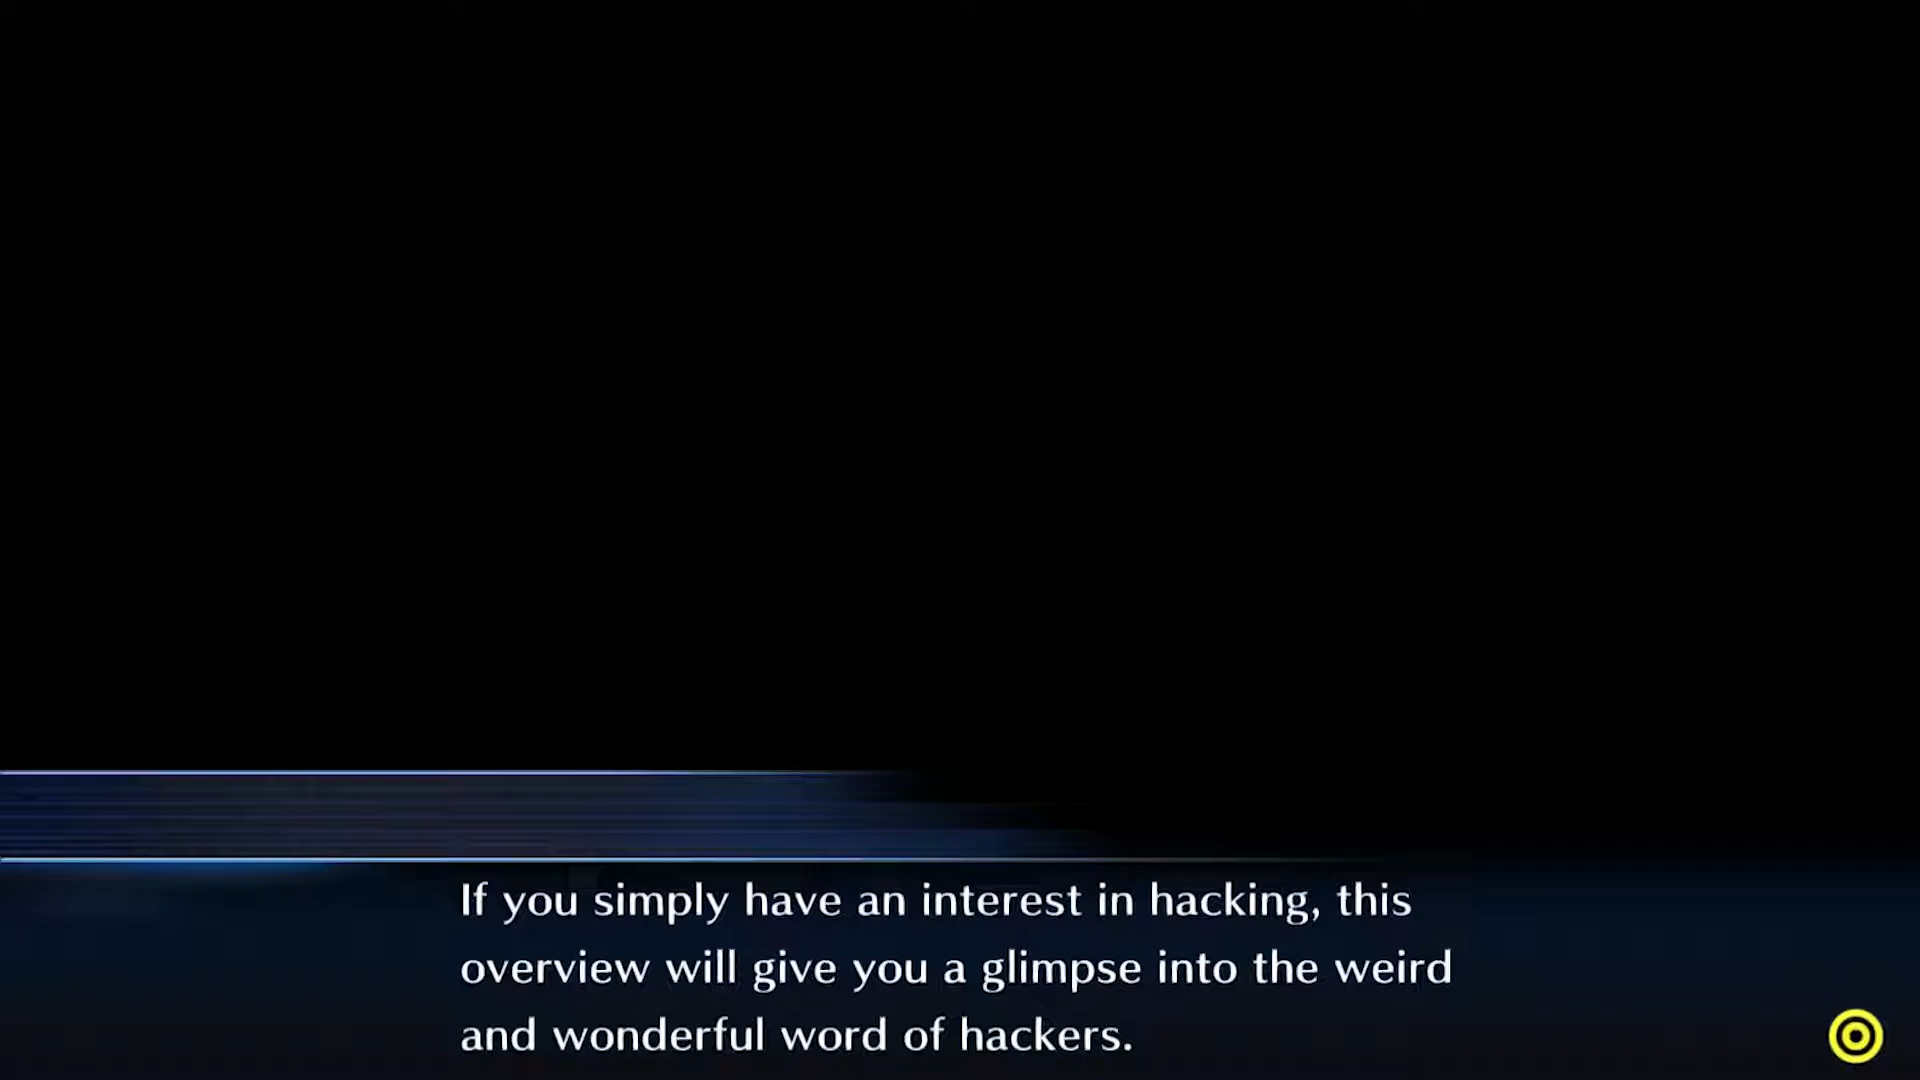 If you simply have an interest in hacking, this
overview will give you a glimpse into the weird
and wonderful word of hackers.